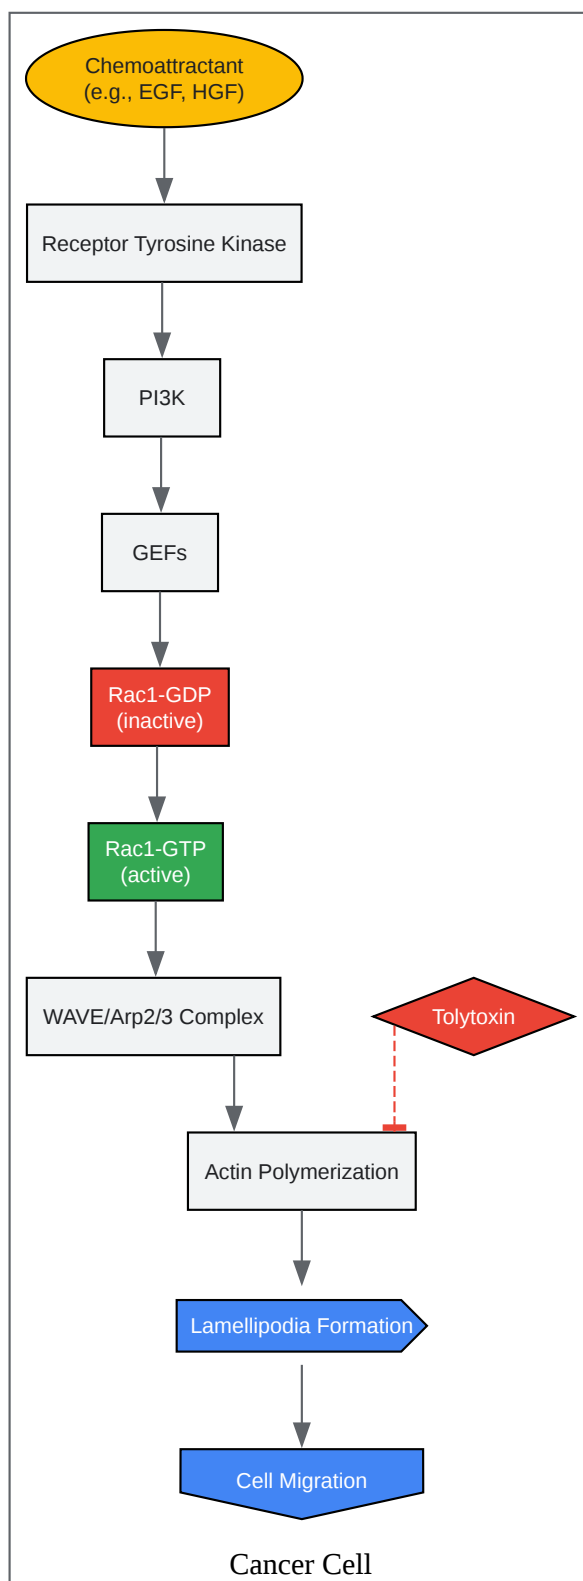 Chemoattractant
(e.g., EGF, HGF)
Receptor Tyrosine Kinase
PI3K
GEFs
Rac1-GDP
(inactive)
Rac1-GTP
(active)
WAVE/Arp2/3 Complex
Tolytoxin
Actin Polymerization
Lamellipodia Formation
Cell Migration
Cancer Cell